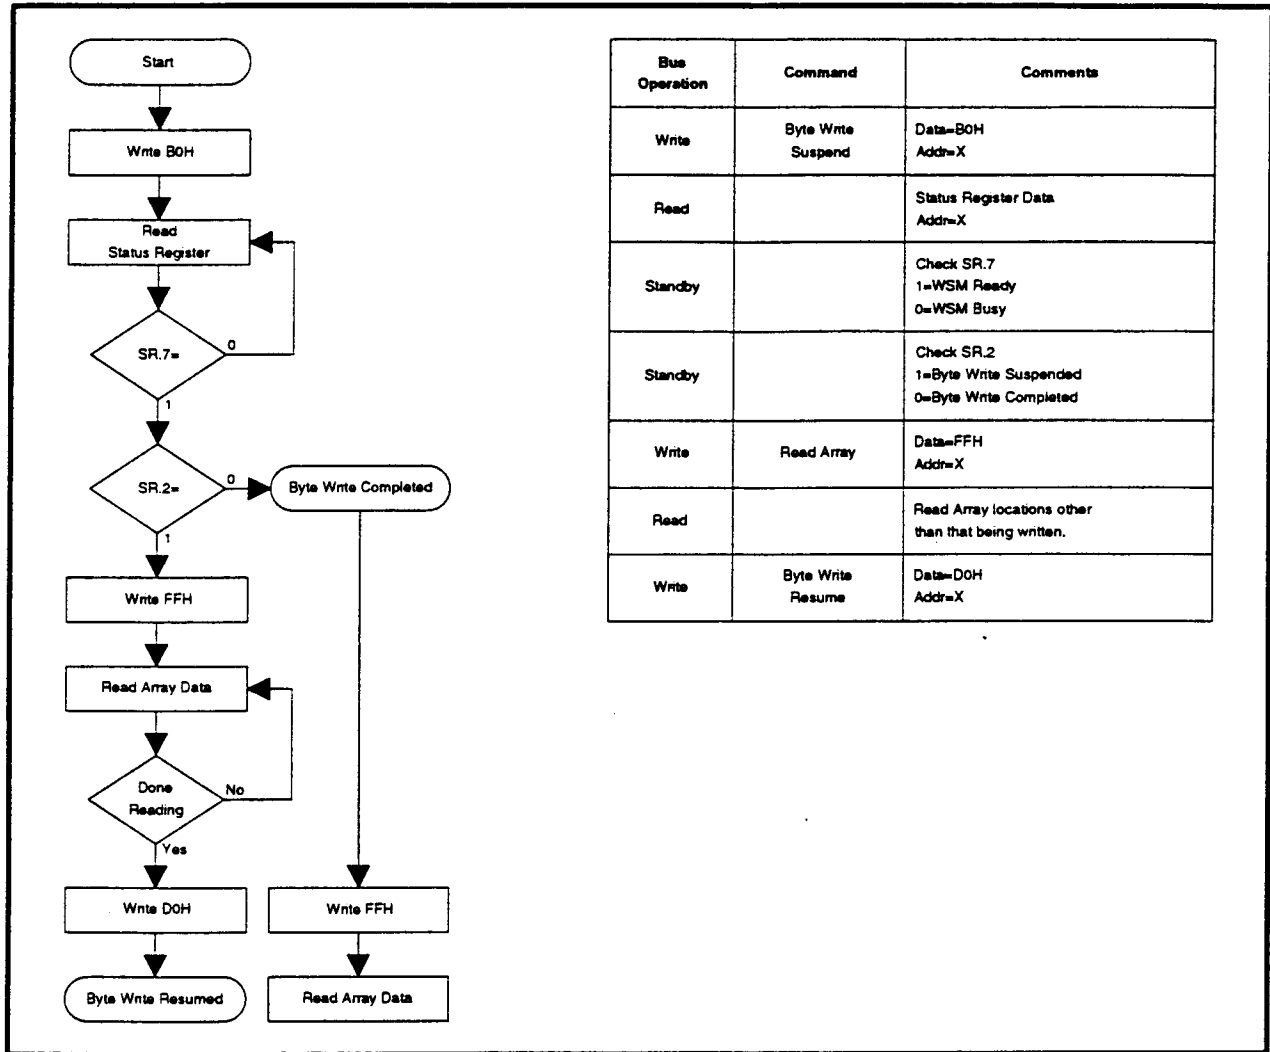 Start
Write B0H
Read
Status Register
SR.7=
0
1
SR.2=
0
Byte Write Completed
1
Write FFH
Read Array Data
Done
Reading
No
Yes
Write D0H
Write FFH
Byte Write Resumed
Read Array Data
Bus
Operation
Command
Comments
Write
Byte Write
Suspend
Data=B0H
Addr=X
Read
Status Register Data
Addr=X
Standby
Check SR.7
1=WSM Ready
0=WSM Busy
Standby
Check SR.2
1=Byte Write Suspended
0=Byte Write Completed
Write
Read Array
Data=FFH
Addr=X
Read
Read Array locations other
than that being written.
Write
Byte Write
Resume
Data=D0H
Addr=X